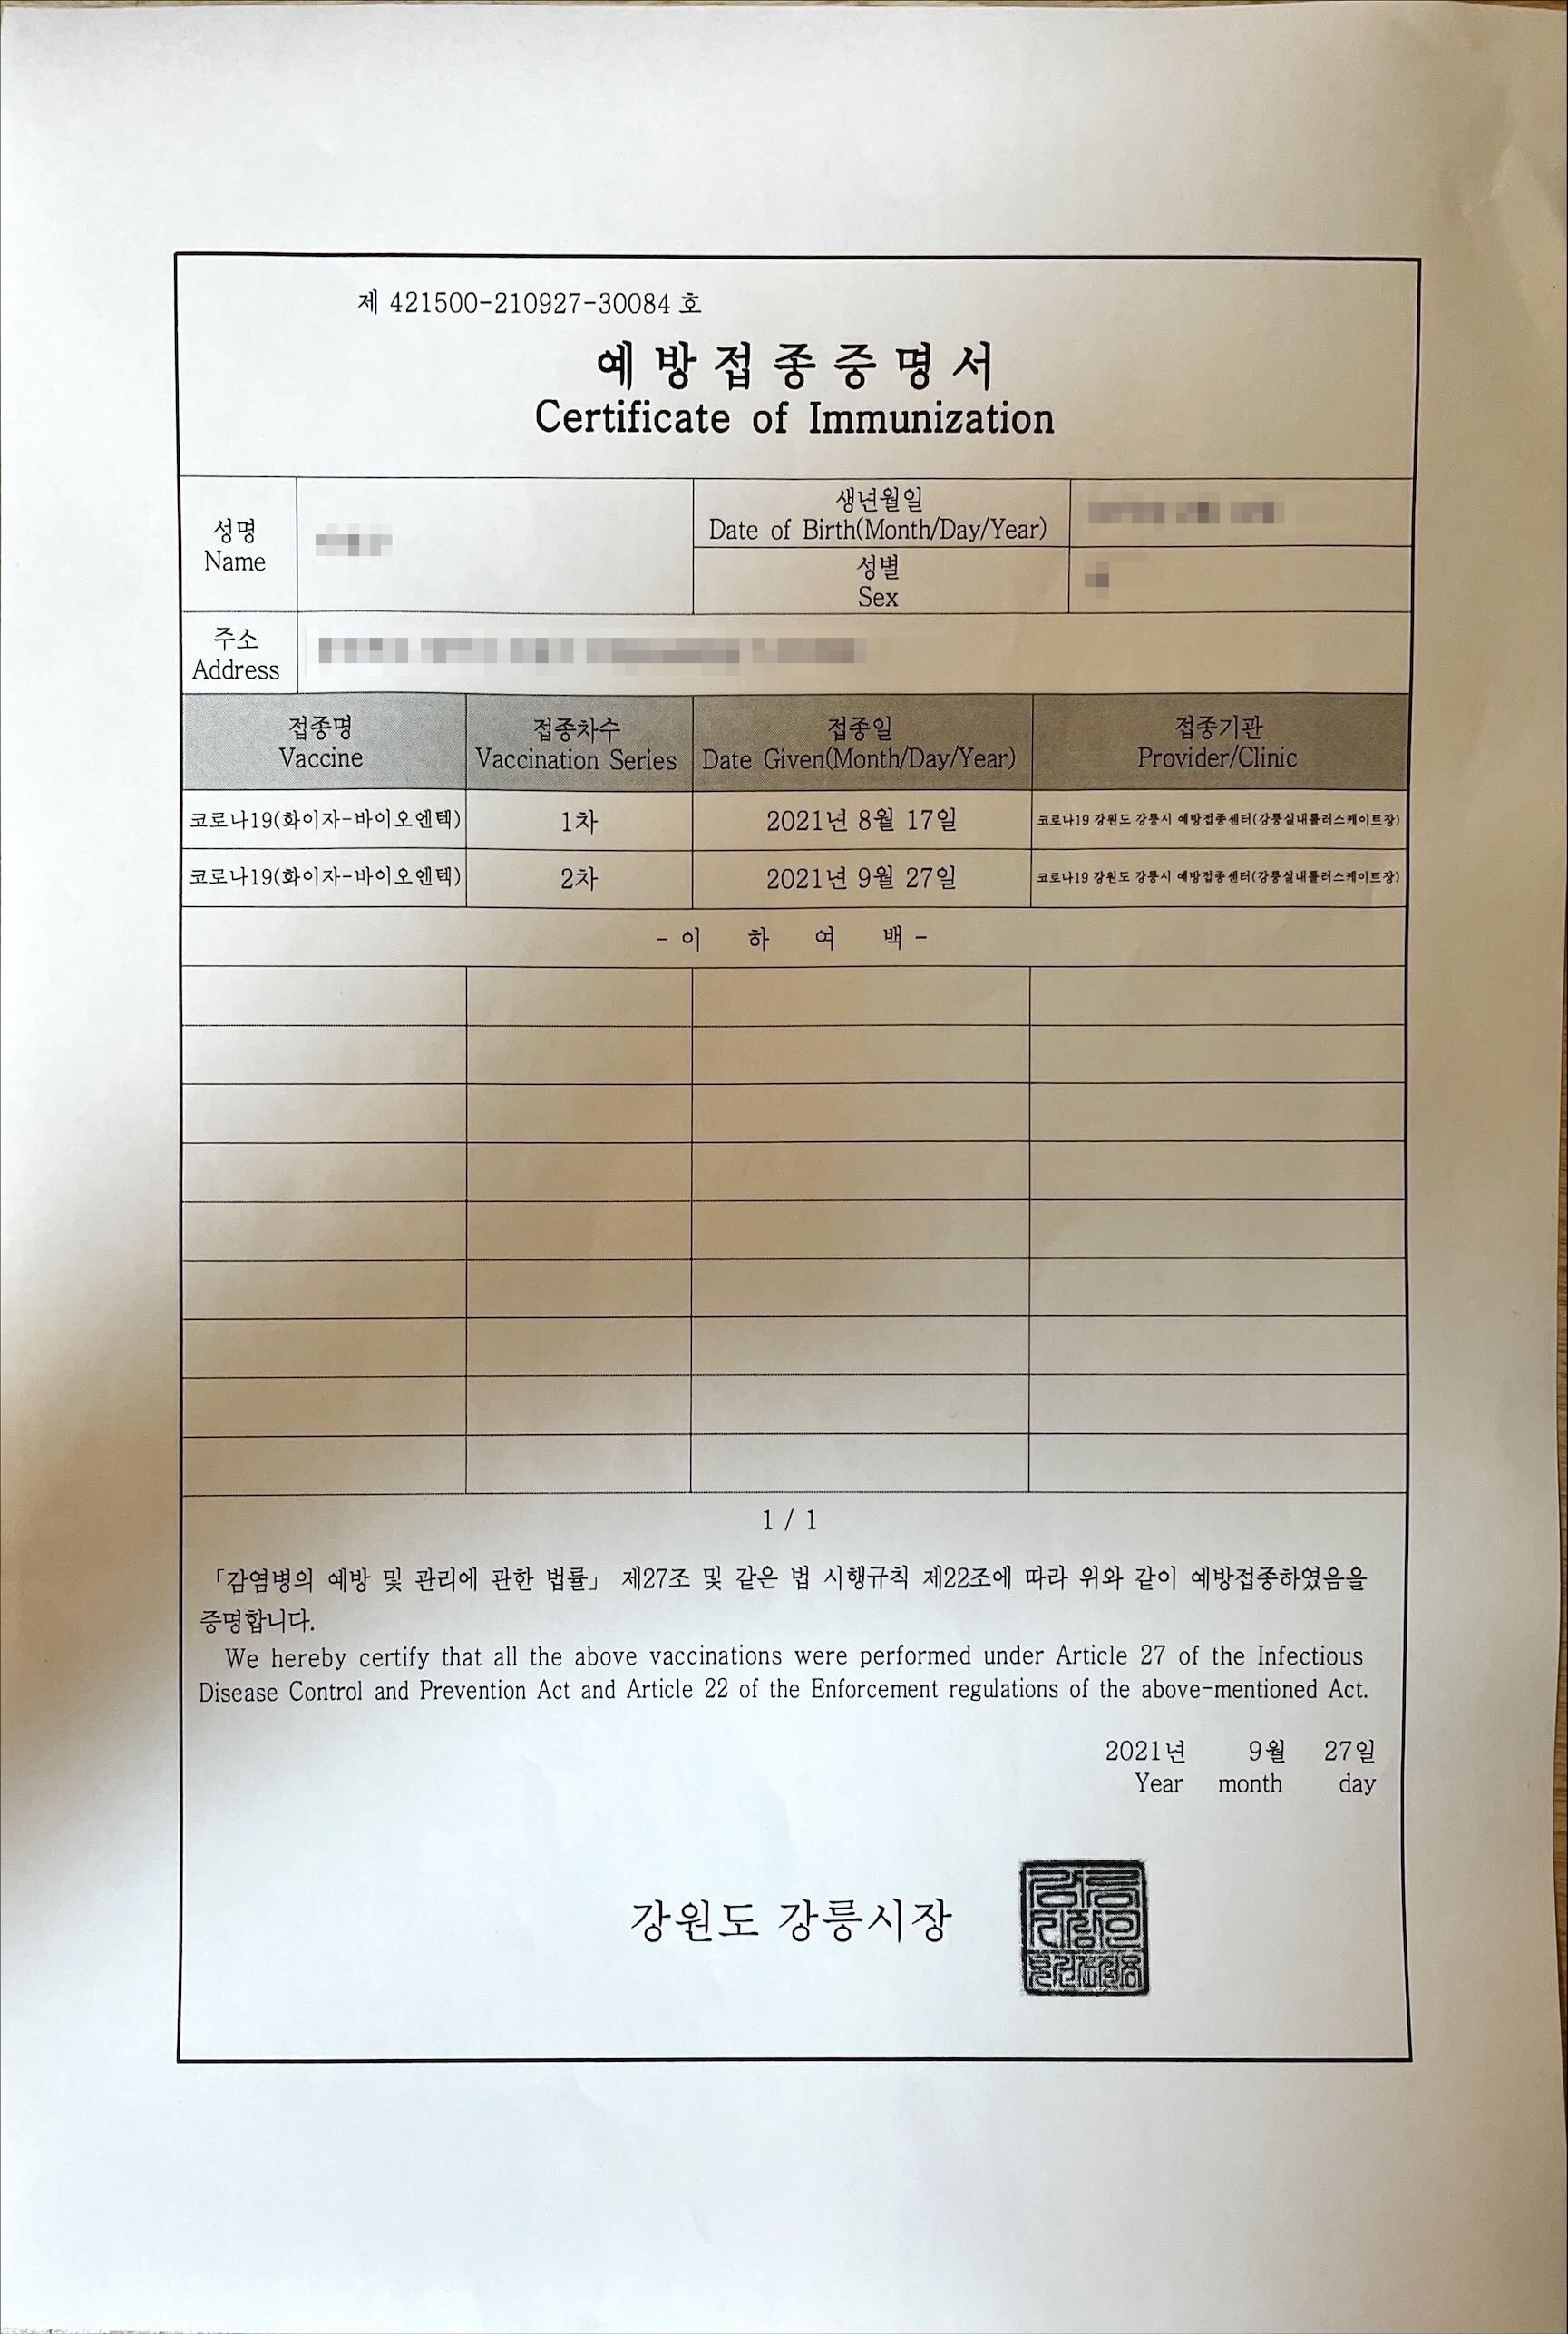 제 421500-210927-30084 호
예방접종증명서
Certificate of Immunization
성명
Name
생년월일
Date of Birth(Month/Day/Year)
성별
Sex
주소
Address
접종명
Vaccine
접종차수
Vaccination Series
접종일
Date Given(Month/Day/Year)
접종기관
Provider/Clinic
코로나19(화이자-바이오엔텍) 1차 2021년 8월 17일 코로나19 강원도 강릉시 예방접종센터(강릉실내롤러스케이트장)
코로나19(화이자-바이오엔텍) 2차 2021년 9월 27일 코로나19 강원도 강릉시 예방접종센터(강릉실내롤러스케이트장)
- 이 하 여 백 -
1 / 1
「감염병의 예방 및 관리에 관한 법률」 제27조 및 같은 법 시행규칙 제22조에 따라 위와 같이 예방접종하였음을
증명합니다.
We hereby certify that all the above vaccinations were performed under Article 27 of the Infectious
Disease Control and Prevention Act and Article 22 of the Enforcement regulations of the above-mentioned Act.
2021년 9월 27일
Year month day
강원도 강릉시장